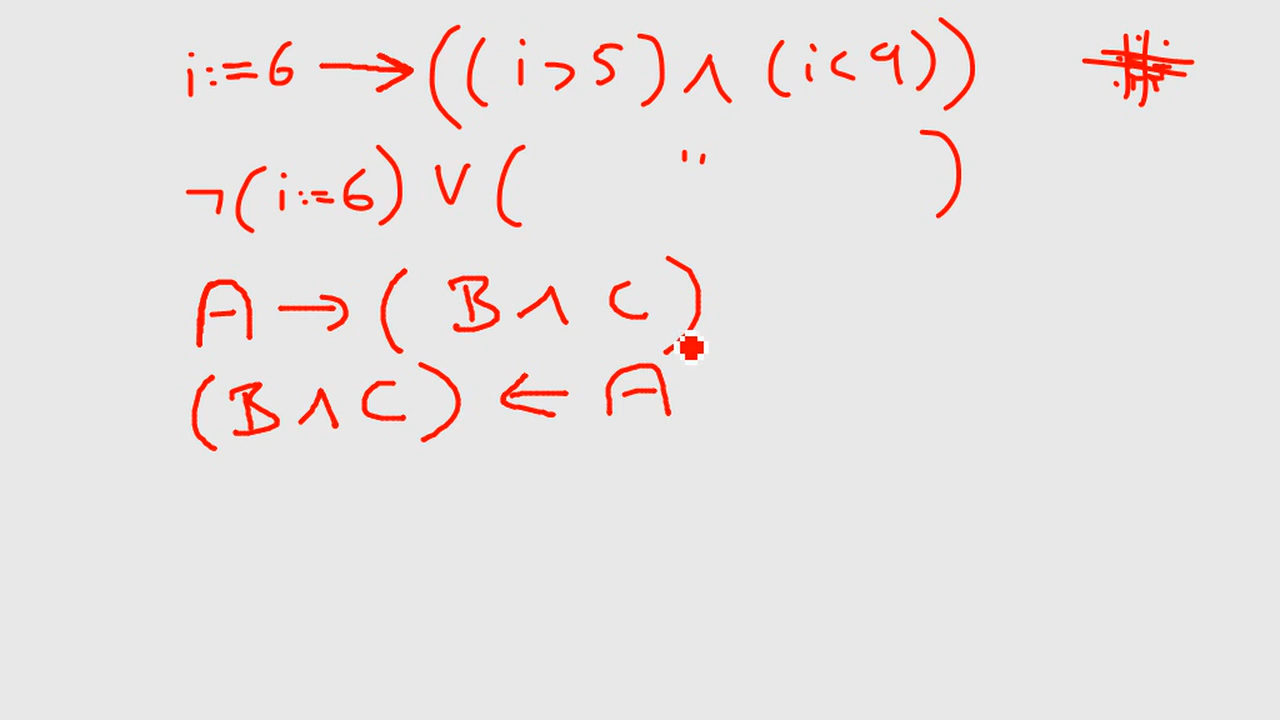 i:=6 → ((i>5) ∧ (i<9))
¬(i:=6) ∨ ( " )
A → ( B ∧ C )
(B ∧ C) ← A